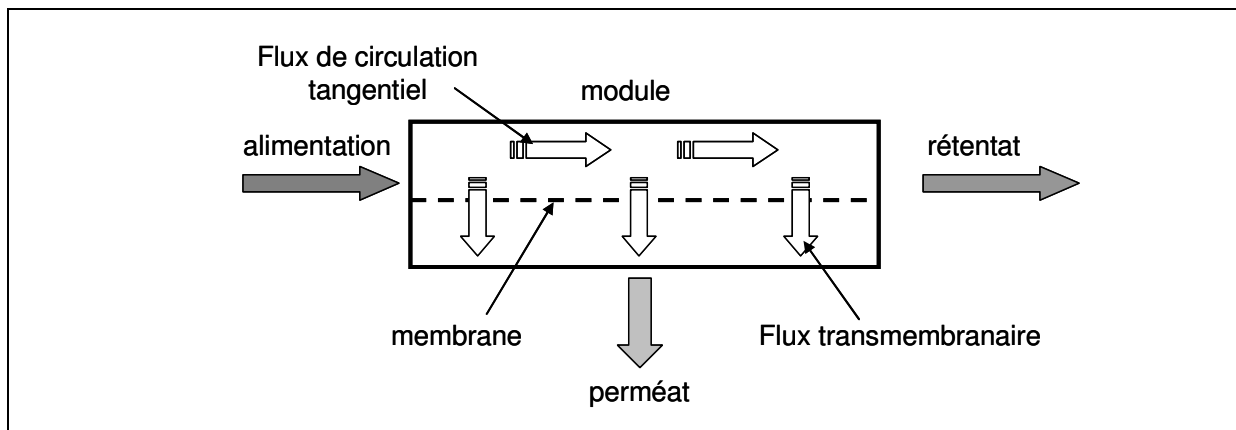 Flux de circulation
tangentiel
module
alimentation
rétentat
membrane
Flux transmembranaire
perméat